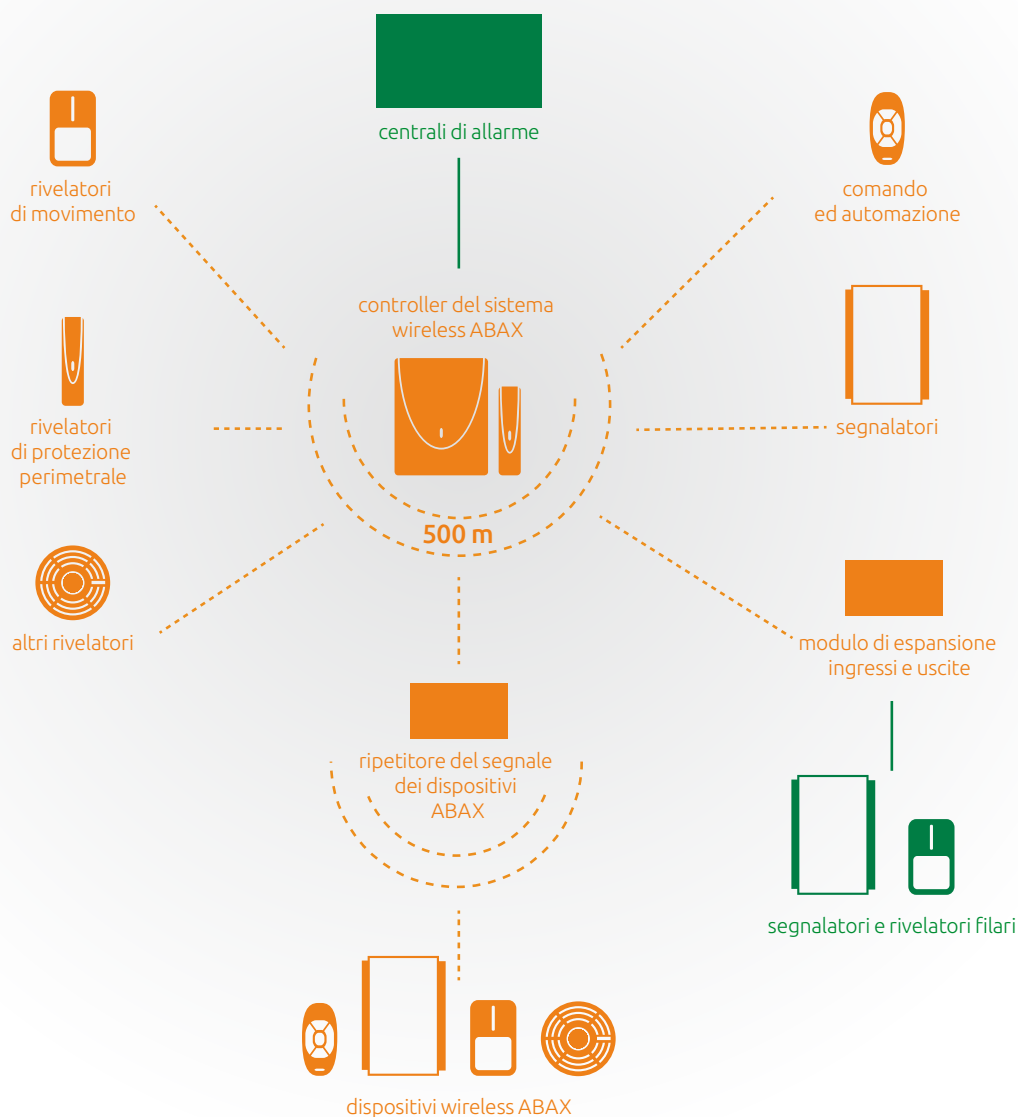 centrali di allarme
rivelatori
di movimento
comando
ed automazione
controller del sistema
wireless ABAX
rivelatori
di protezione
perimetrale
segnalatori
500 m
altri rivelatori
modulo di espansione
ingressi e uscite
ripetitore del segnale
dei dispositivi
ABAX
segnalatori e rivelatori filari
dispositivi wireless ABAX